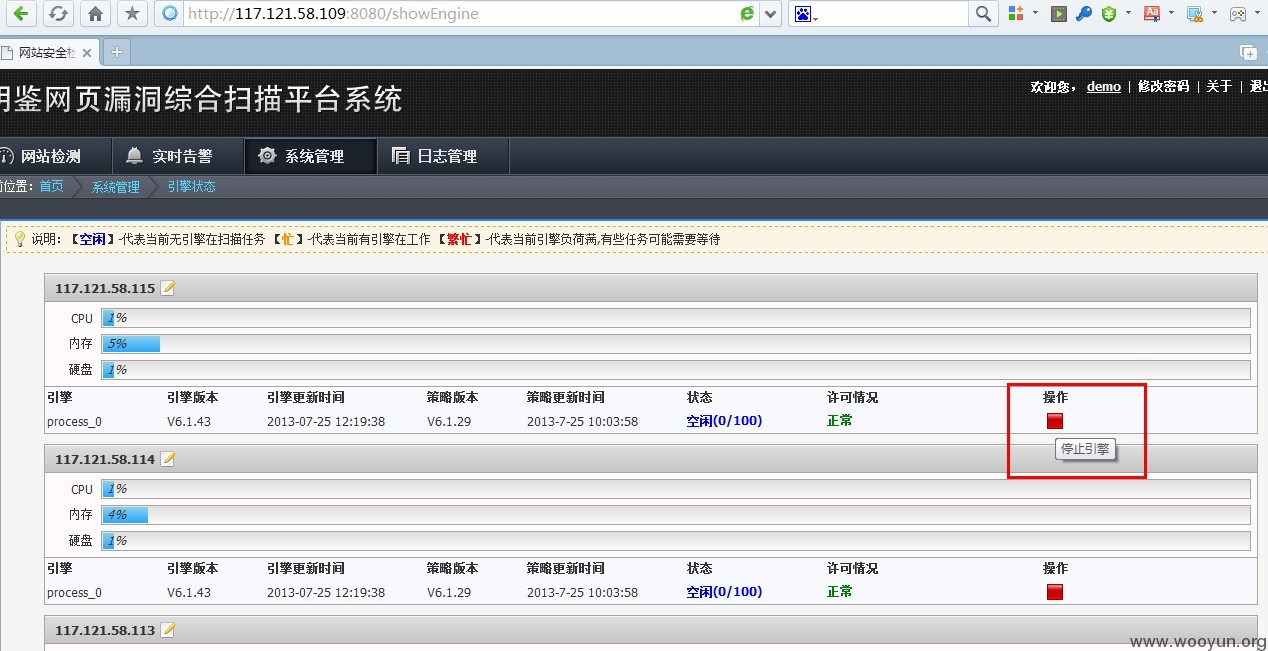 http://117.121.58.109:8080/showEngine
网站安全
欢迎您， demo | 修改密码 | 关于 | 退出
明鉴网页漏洞综合扫描平台系统
网站检测 实时告警 系统管理 日志管理
前位置：首页 系统管理 引擎状态
说明：【空闲】-代表当前无引擎在扫描任务 【忙】-代表当前有引擎在工作 【繁忙】-代表当前引擎负荷满,有些任务可能需要等待
117.121.58.115
CPU 1%
内存 5%
硬盘 1%
引擎 引擎版本 引擎更新时间 策略版本 策略更新时间 状态 许可情况 操作
process_0 V6.1.43 2013-07-25 12:19:38 V6.1.29 2013-7-25 10:03:58 空闲(0/100) 正常
停止引擎
117.121.58.114
CPU 1%
内存 4%
硬盘 1%
引擎 引擎版本 引擎更新时间 策略版本 策略更新时间 状态 许可情况 操作
process_0 V6.1.43 2013-07-25 12:19:38 V6.1.29 2013-7-25 10:03:58 空闲(0/100) 正常
117.121.58.113
www.wooyun.org